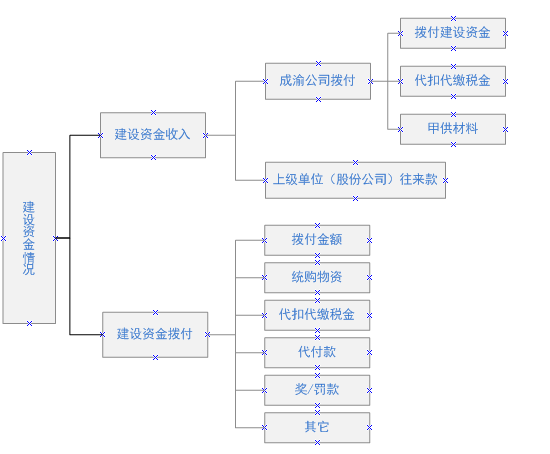 建设资金情况
建设资金收入
成渝公司拨付
拨付建设资金
代扣代缴税金
甲供材料
上级单位（股份公司）往来款
建设资金拨付
拨付金额
统购物资
代扣代缴税金
代付款
奖/罚款
其它